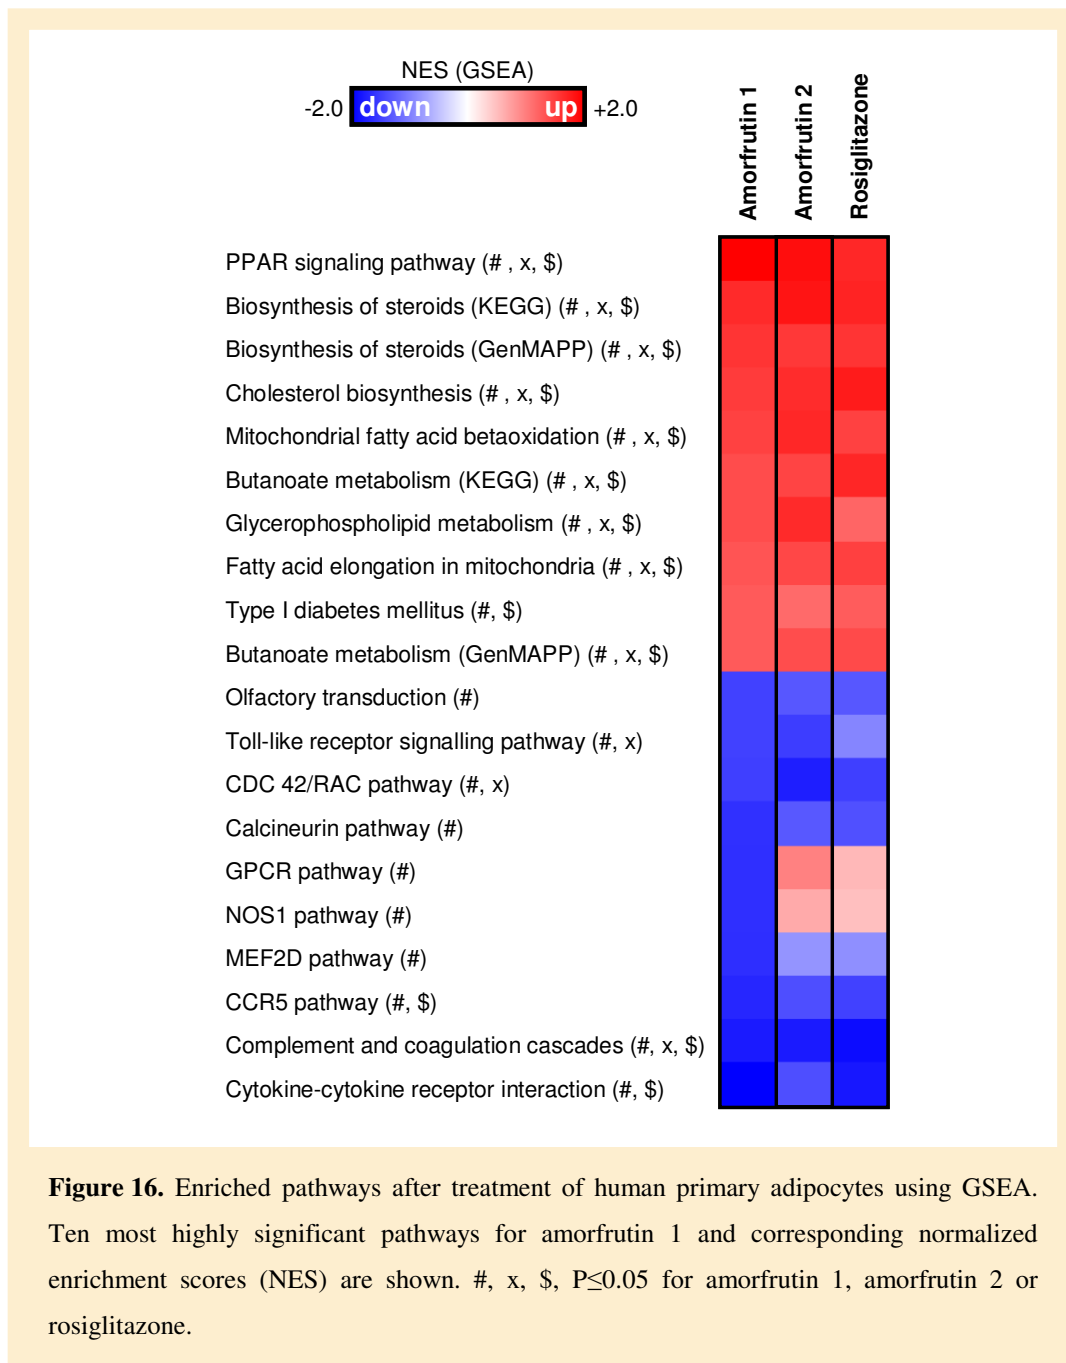 NES (GSEA)
-2.0 down up +2.0
Amorfrutin 1
Amorfrutin 2
Rosiglitazone
PPAR signaling pathway (# , x, $)
Biosynthesis of steroids (KEGG) (# , x, $)
Biosynthesis of steroids (GenMAPP) (# , x, $)
Cholesterol biosynthesis (# , x, $)
Mitochondrial fatty acid betaoxidation (# , x, $)
Butanoate metabolism (KEGG) (# , x, $)
Glycerophospholipid metabolism (# , x, $)
Fatty acid elongation in mitochondria (# , x, $)
Type I diabetes mellitus (#, $)
Butanoate metabolism (GenMAPP) (# , x, $)
Olfactory transduction (#)
Toll-like receptor signalling pathway (#, x)
CDC 42/RAC pathway (#, x)
Calcineurin pathway (#)
GPCR pathway (#)
NOS1 pathway (#)
MEF2D pathway (#)
CCR5 pathway (#, $)
Complement and coagulation cascades (#, x, $)
Cytokine-cytokine receptor interaction (#, $)
Figure 16. Enriched pathways after treatment of human primary adipocytes using GSEA.
Ten most highly significant pathways for amorfrutin 1 and corresponding normalized
enrichment scores (NES) are shown. #, x, $, P≤0.05 for amorfrutin 1, amorfrutin 2 or
rosiglitazone.